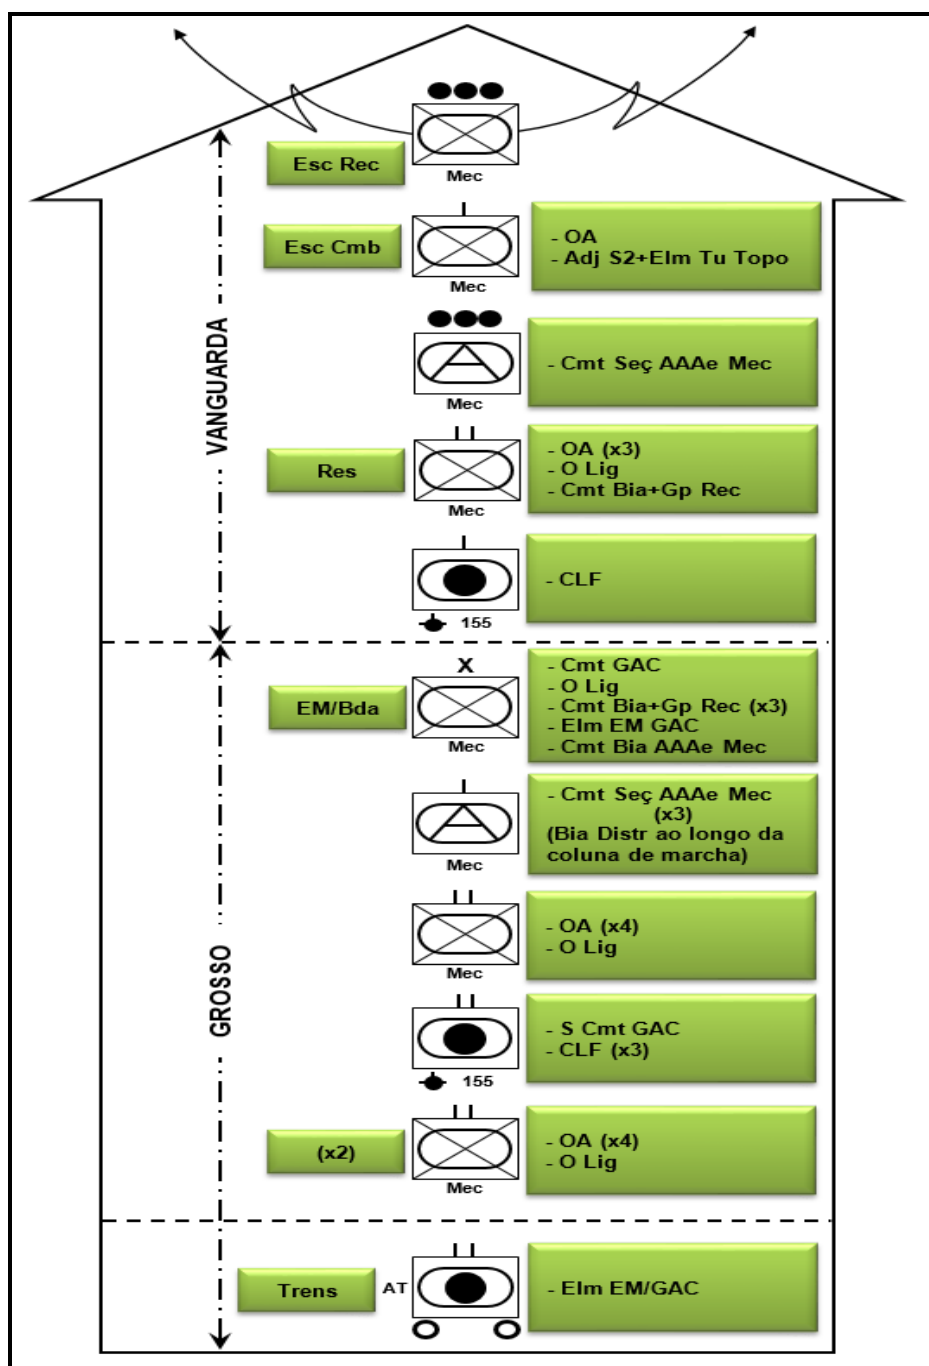 Esc Rec
Mec
Esc Cmb
Mec
- OA
- Adj S2+Elm Tu Topo
Mec
- Cmt Seç AAAe Mec
VANGUARDA
Res
Mec
- OA (x3)
- O Lig
- Cmt Bia+Gp Rec
155
- CLF
EM/Bda
X
Mec
- Cmt GAC
- O Lig
- Cmt Bia+Gp Rec (x3)
- Elm EM GAC
- Cmt Bia AAAe Mec
Mec
- Cmt Seç AAAe Mec
(x3)
(Bia Distr ao longo da
coluna de marcha)
GROSSO
Mec
- OA (x4)
- O Lig
155
- S Cmt GAC
- CLF (x3)
(x2)
Mec
- OA (x4)
- O Lig
Trens
AT
- Elm EM/GAC